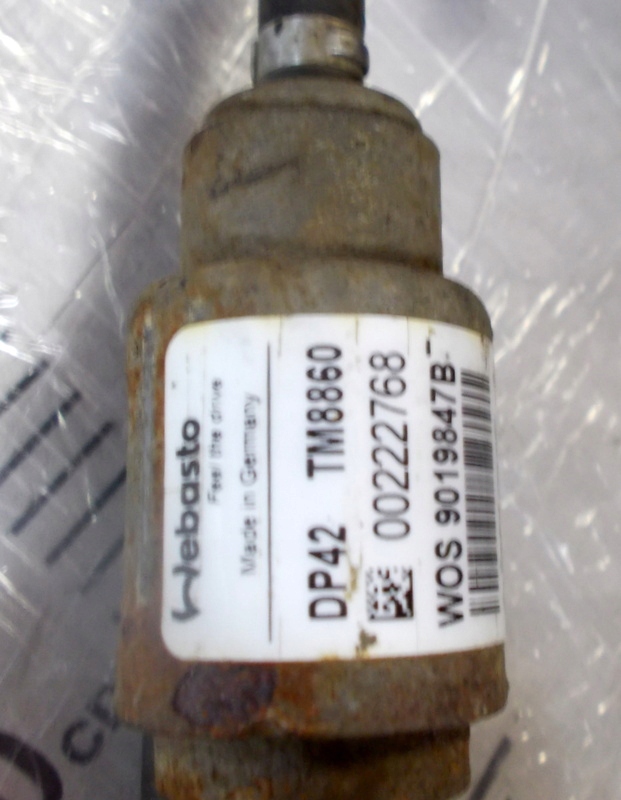 Webasto
Feel the drive
Made in Germany
DP42 TM8860
00222768
WOS 9019847B